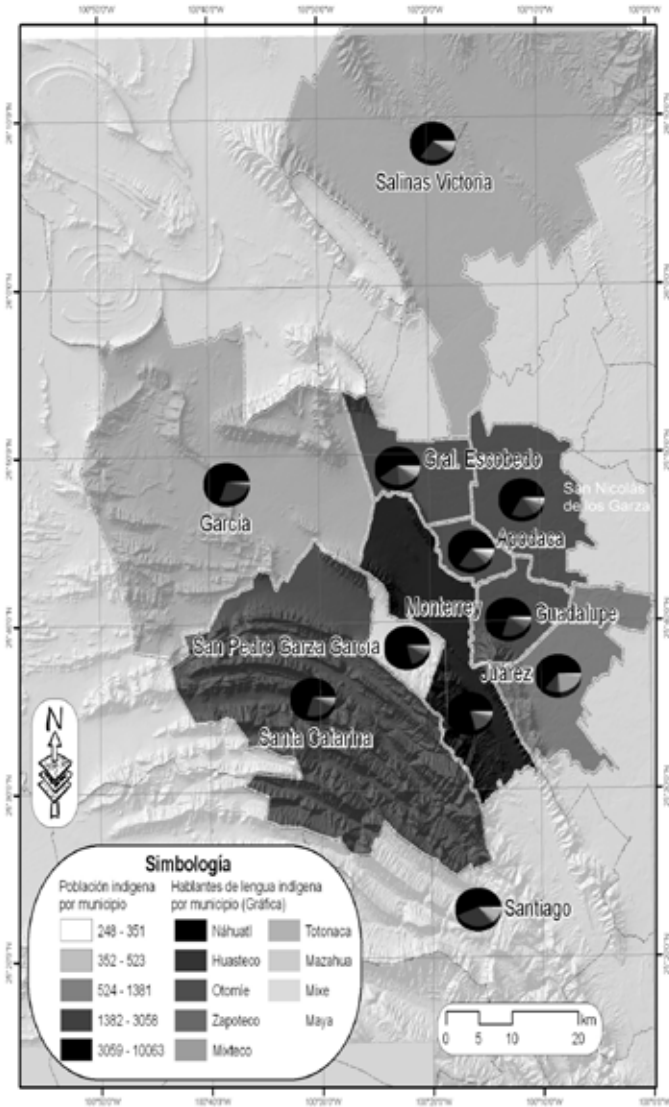 Salinas Victoria
Gral. Escobedo
San Nicolás
de los Garza
García
Apodaca
Monterrey
Guadalupe
San Pedro Garza García
Juárez
Santa Catarina
N
Santiago
Simbología
Población indígena
por municipio
248 - 351
352 - 523
524 - 1381
1382 - 3058
3059 - 10063
Hablantes de lengua indígena
por municipio (Gráfica)
Náhuatl
Huasteco
Otomíe
Zapoteco
Mixteco
Totonaca
Mazahua
Mixe
Maya
km
0 5 10 20